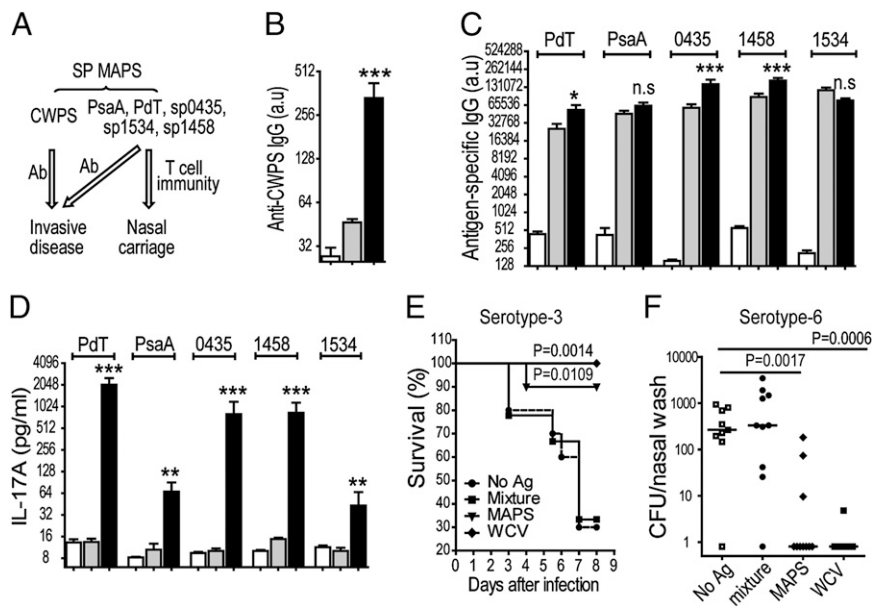 A
SP MAPS
CWPS
PsaA, PdT, sp0435,
sp1534, sp1458
Ab
Ab
T cell
immunity
Invasive
disease
Nasal
carriage
B
Anti-CWPS IgG (a.u)
512
256
128
64
32
***
C
PdT
PsaA
0435
1458
1534
Antigen-specific IgG (a.u)
524288
262144
131072
65536
32768
16384
8192
4096
2048
1024
512
256
128
*
n.s
***
***
n.s
D
PdT
PsaA
0435
1458
1534
IL-17A (pg/ml)
4096
2048
1024
512
256
128
64
32
16
8
***
**
***
***
**
E
Serotype-3
Survival (%)
100
90
80
70
60
50
40
30
20
P=0.0014
P=0.0109
No Ag
Mixture
MAPS
WCV
0 1 2 3 4 5 6 7 8 9
Days after infection
F
Serotype-6
P=0.0006
P=0.0017
CFU/nasal wash
10000
1000
100
10
1
No Ag
mixture
MAPS
WCV